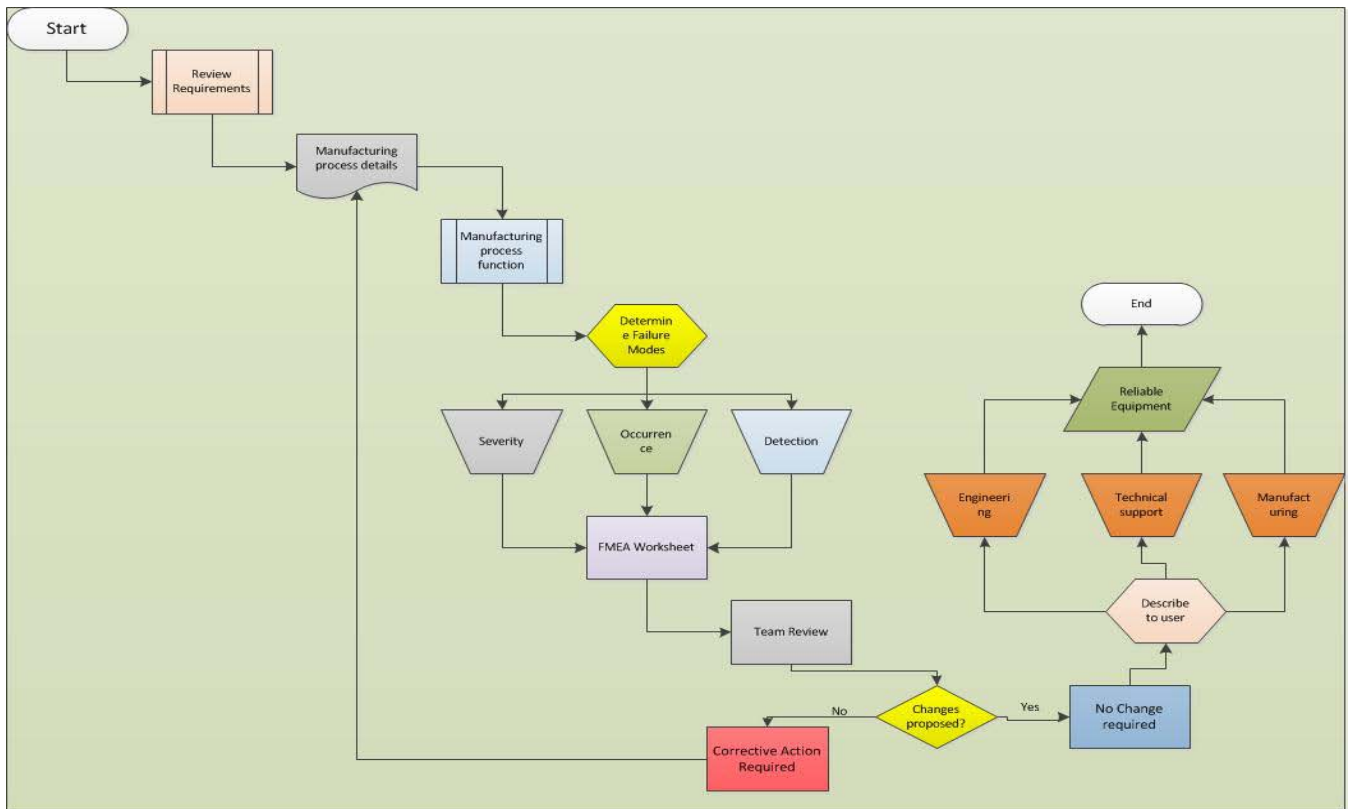 Start
Review
Requirements
Manufacturing
process details
Manufacturing
process
function
Determin
e Failure
Modes
Severity
Occurren
ce
Detection
FMEA Worksheet
Team Review
Changes
proposed?
No
Yes
Corrective Action
Required
No Change
required
Describe
to user
Engineeri
ng
Technical
support
Manufact
uring
Reliable
Equipment
End